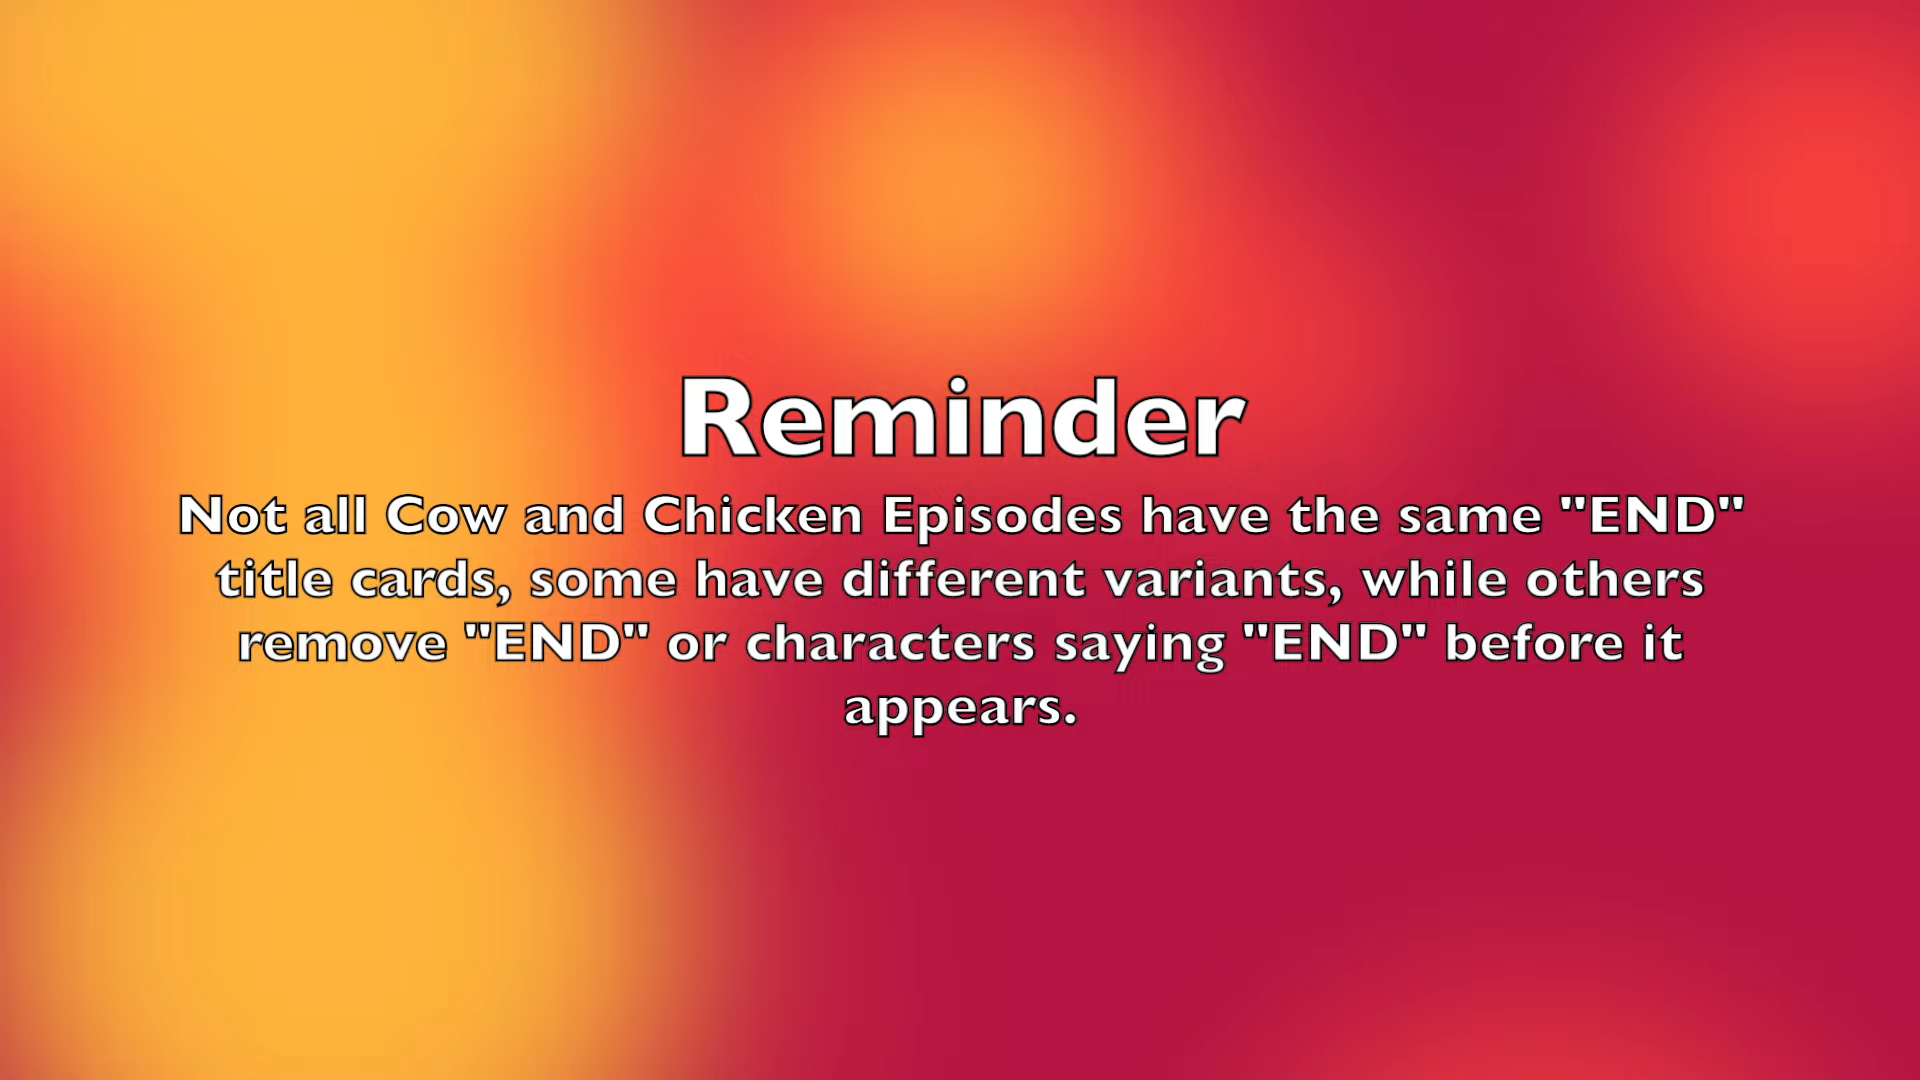 Reminder
Not all Cow and Chicken Episodes have the same "END"
title cards, some have different variants, while others
remove "END" or characters saying "END" before it
appears.